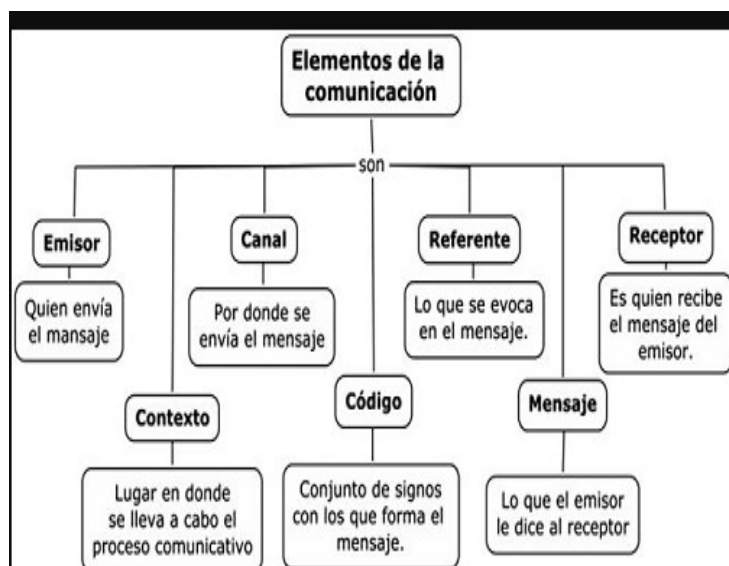 Elementos de la
comunicación
son
Emisor
Canal
Referente
Receptor
Quien envía
el mansaje
Por donde se
envía el mensaje
Lo que se evoca
en el mensaje.
Es quien recibe
el mensaje del
emisor.
Contexto
Código
Mensaje
Lugar en donde
se lleva a cabo el
proceso comunicativo
Conjunto de signos
con los que forma el
mensaje.
Lo que el emisor
le dice al receptor